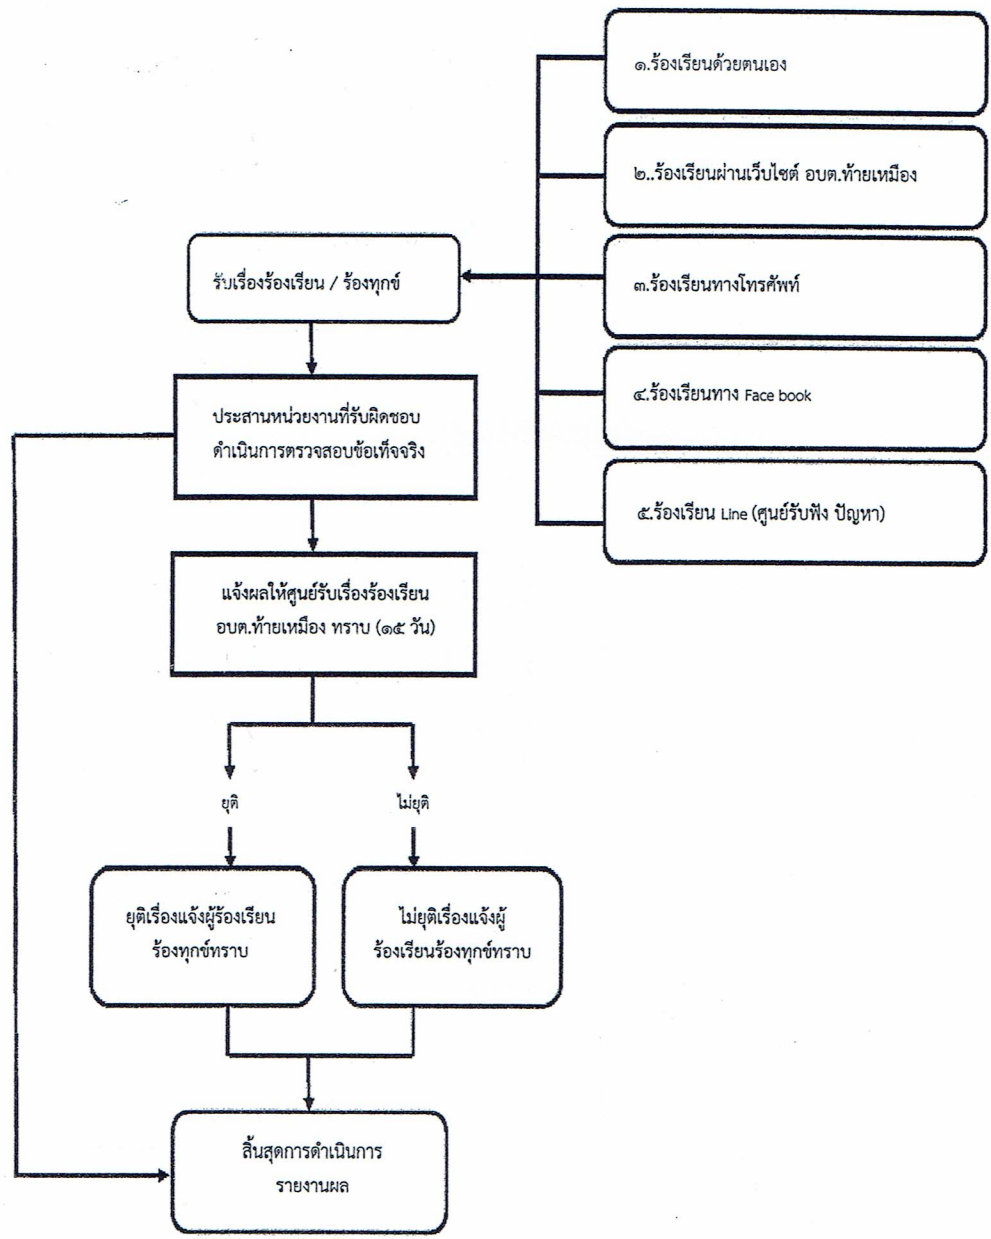 ๑.ร้องเรียนด้วยตนเอง
๒..ร้องเรียนผ่านเว็บไซต์ อบต.ท้ายเหมือง
๓.ร้องเรียนทางโทรศัพท์
๔.ร้องเรียนทาง Face book
๕.ร้องเรียน Line (ศูนย์รับฟัง ปัญหา)
รับเรื่องร้องเรียน / ร้องทุกข์
ประสานหน่วยงานที่รับผิดชอบ
ดำเนินการตรวจสอบข้อเท็จจริง
แจ้งผลให้ศูนย์รับเรื่องร้องเรียน
อบต.ท้ายเหมือง ทราบ (๑๕ วัน)
ยุติ
ไม่ยุติ
ยุติเรื่องแจ้งผู้ร้องเรียน
ร้องทุกข์ทราบ
ไม่ยุติเรื่องแจ้งผู้
ร้องเรียนร้องทุกข์ทราบ
สิ้นสุดการดำเนินการ
รายงานผล